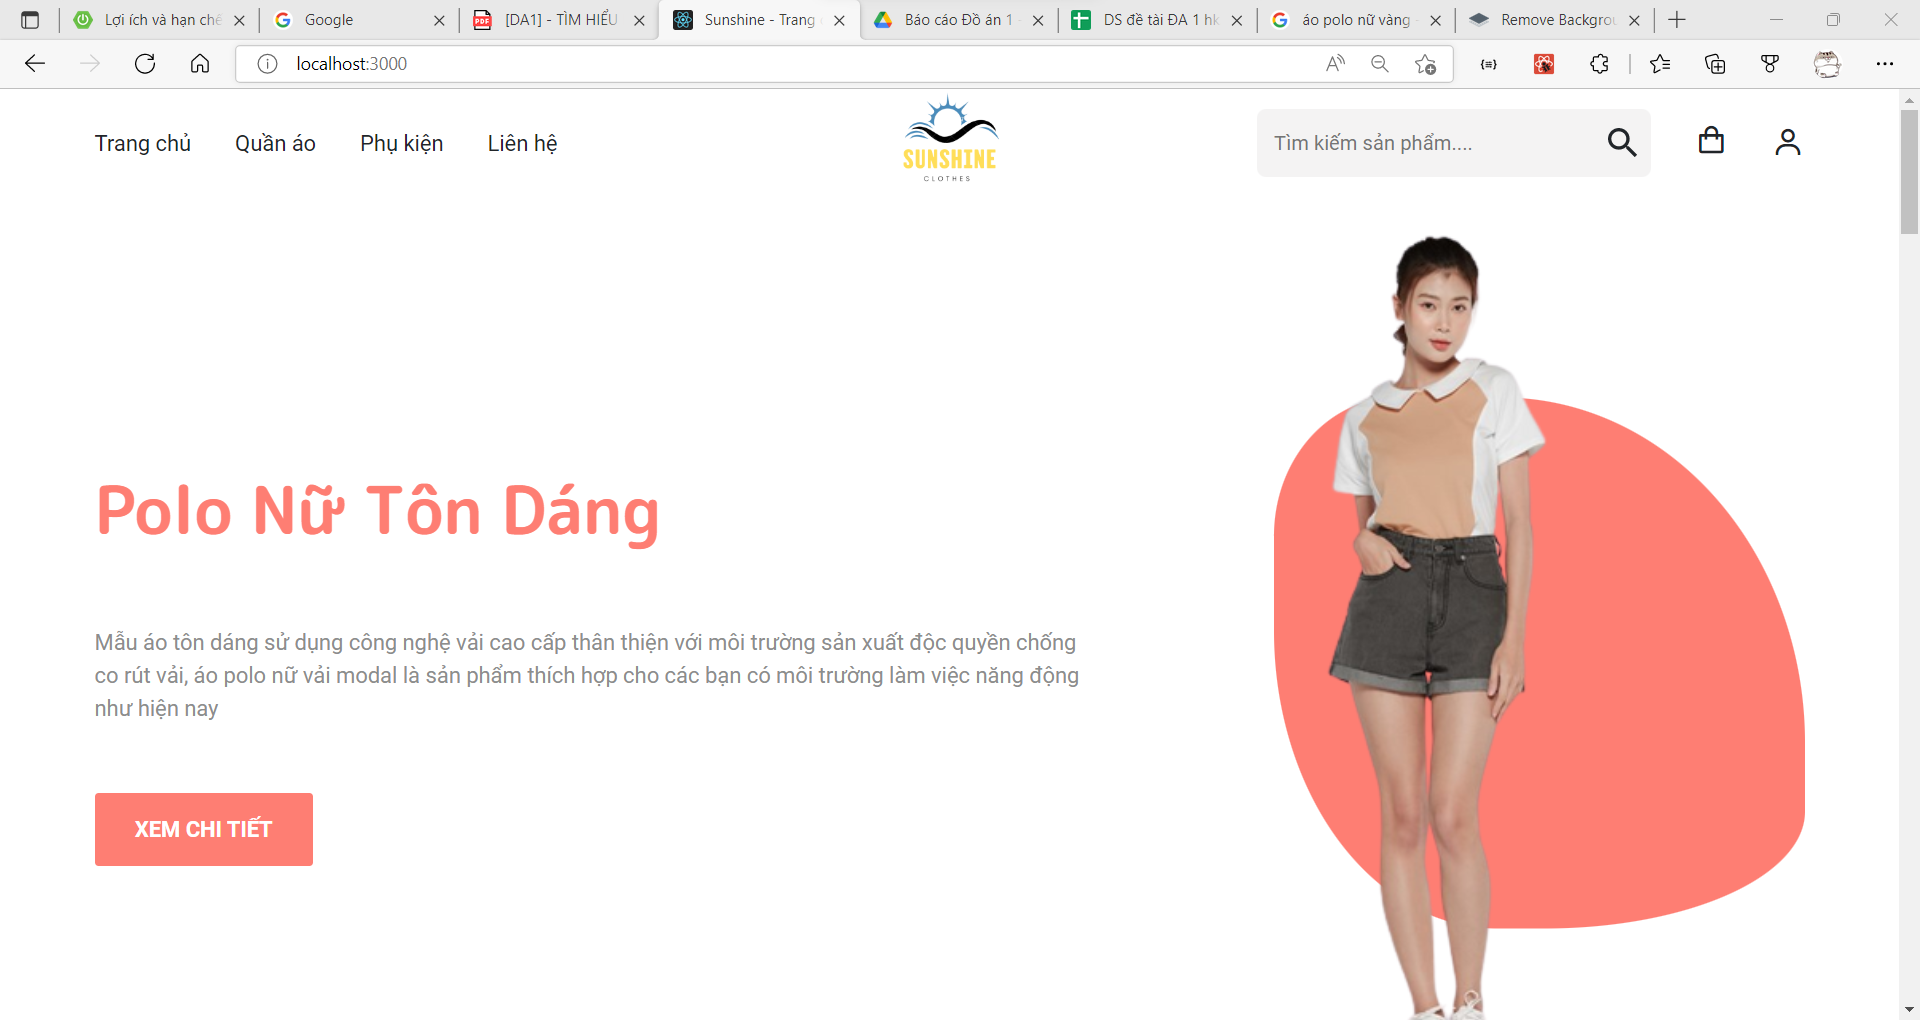 Lợi ích và hạn chế
Google
[DA1] - TÌM HIỂU
Sunshine - Trang
Báo cáo Đồ án 1 -
DS đề tài ĐA 1 hk
áo polo nữ vàng -
Remove Backgrou
localhost:3000
Trang chủ
Quần áo
Phụ kiện
Liên hệ
SUNSHINE
CLOTHES
Tìm kiếm sản phẩm....
Polo Nữ Tôn Dáng
Mẫu áo tôn dáng sử dụng công nghệ vải cao cấp thân thiện với môi trường sản xuất độc quyền chống
co rút vải, áo polo nữ vải modal là sản phẩm thích hợp cho các bạn có môi trường làm việc năng động
như hiện nay
XEM CHI TIẾT